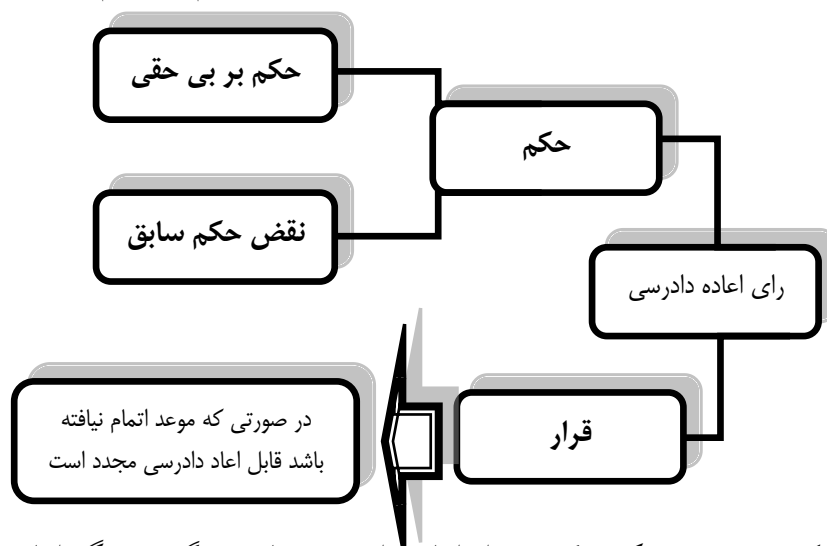 حکم بر بی حقی
حکم
نقض حکم سابق
رای اعاده دادرسی
قرار
در صورتی که موعد اتمام نیافته
باشد قابل اعاد دادرسی مجدد است